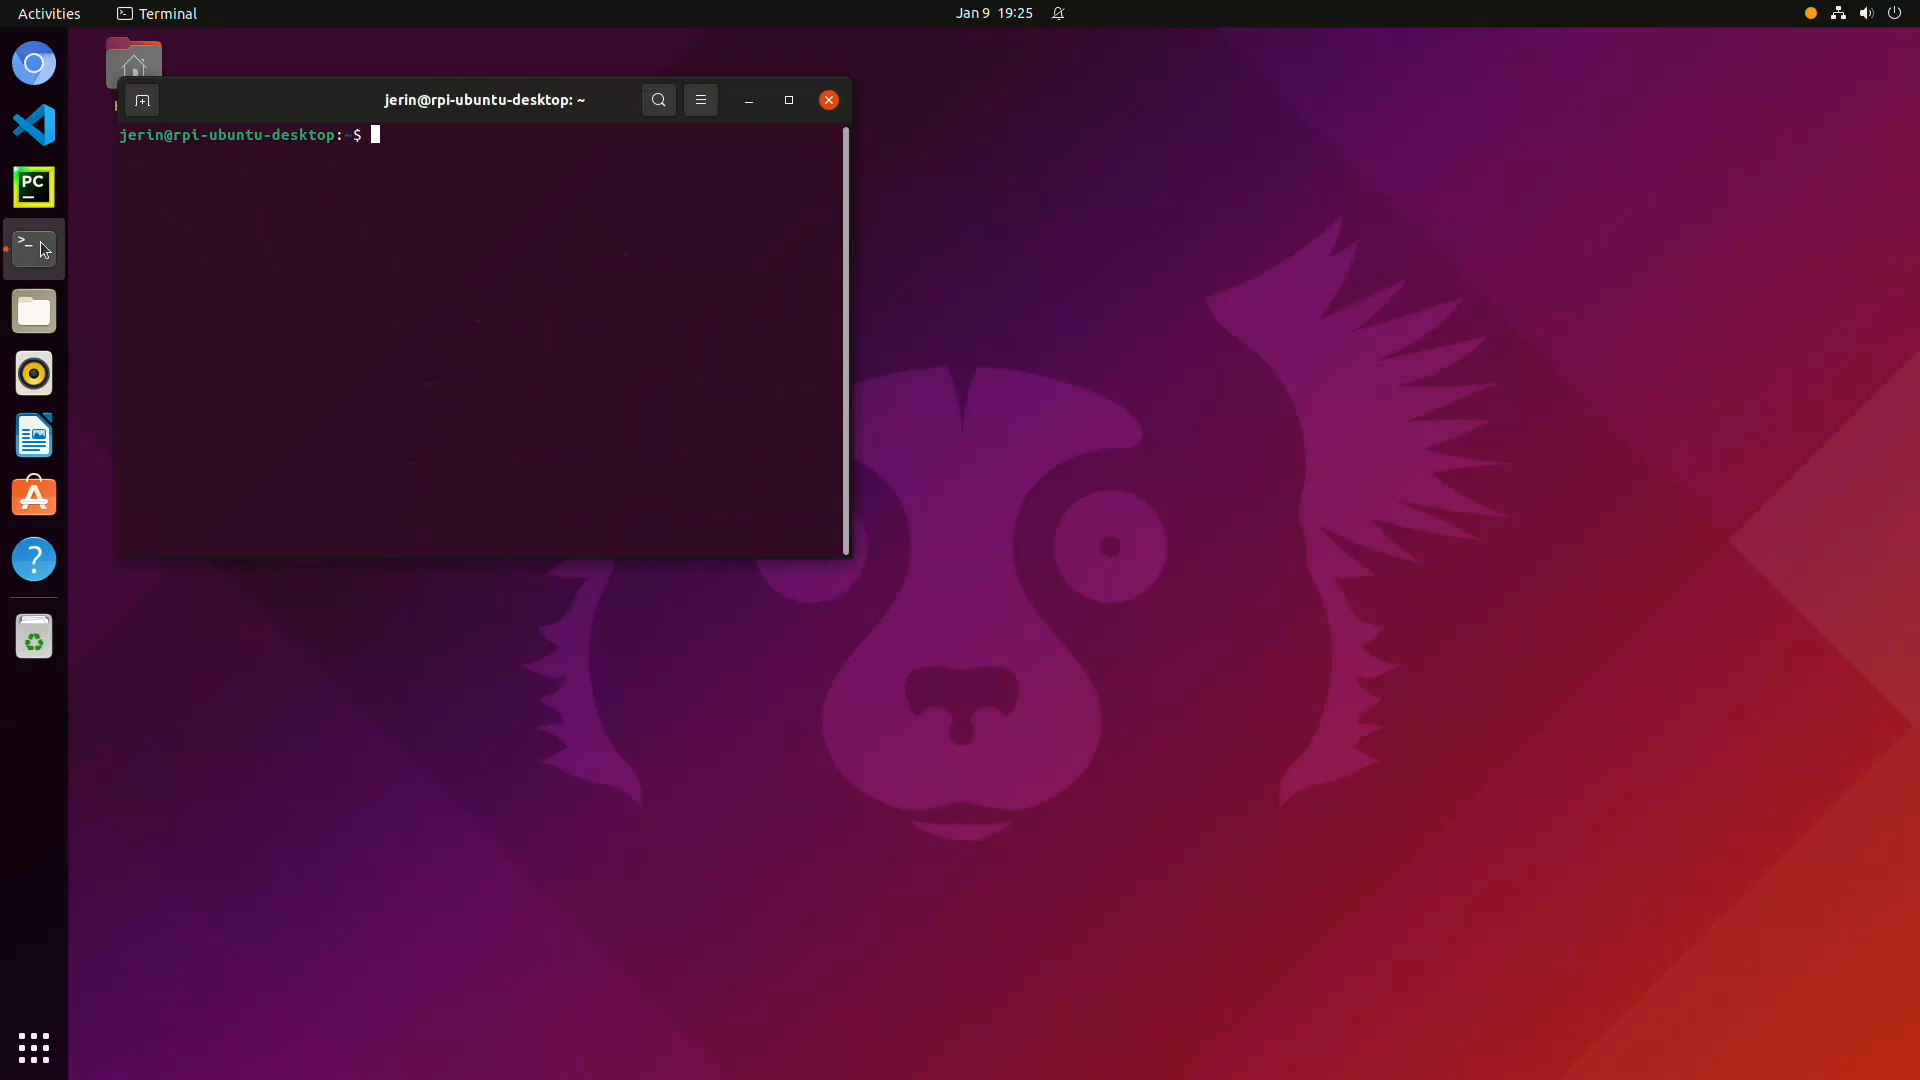 Activities
Terminal
Jan 9 19:25
jerin@rpi-ubuntu-desktop: ~
jerin@rpi-ubuntu-desktop:~$
PC
>_
?